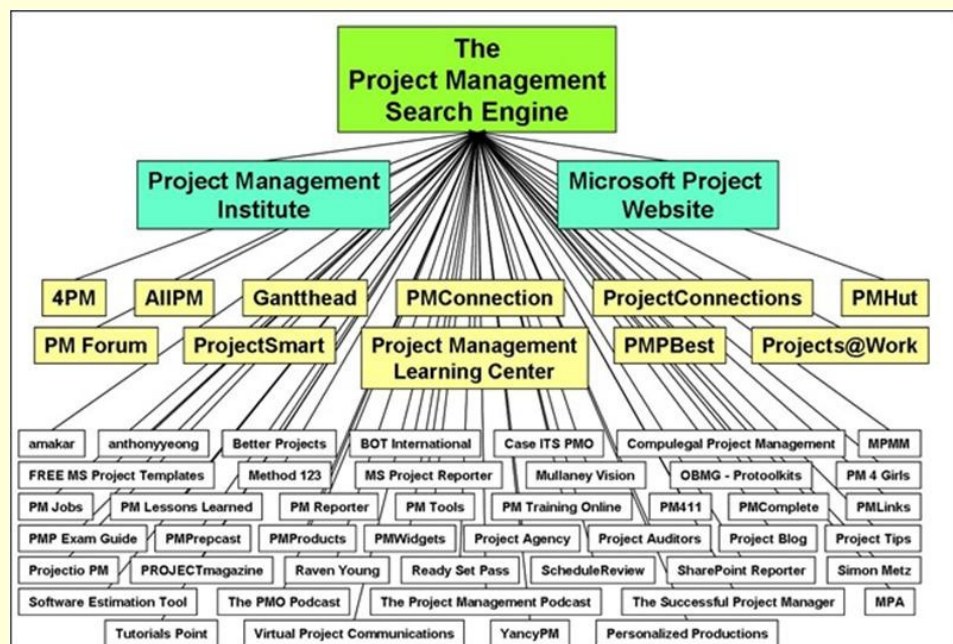 The
Project Management
Search Engine
Project Management
Institute
Microsoft Project
Website
4PM
AllPM
Gantthead
PMConnection
ProjectConnections
PMHut
PM Forum
ProjectSmart
Project Management
Learning Center
PMPBest
Projects@Work
amakar
anthonyyeong
Better Projects
BOT International
Case ITS PMO
Compulegal Project Management
MPMM
FREE MS Project Templates
Method 123
MS Project Reporter
Mullaney Vision
OBMG - Protoolkits
PM 4 Girls
PM Jobs
PM Lessons Learned
PM Reporter
PM Tools
PM Training Online
PM411
PMComplete
PMLinks
PMP Exam Guide
PMPrepcast
PMProducts
PMWidgets
Project Agency
Project Auditors
Project Blog
Project Tips
Projectio PM
PROJECTmagazine
Raven Young
Ready Set Pass
ScheduleReview
SharePoint Reporter
Simon Metz
Software Estimation Tool
The PMO Podcast
The Project Management Podcast
The Successful Project Manager
MPA
Tutorials Point
Virtual Project Communications
YancyPM
Personalized Productions